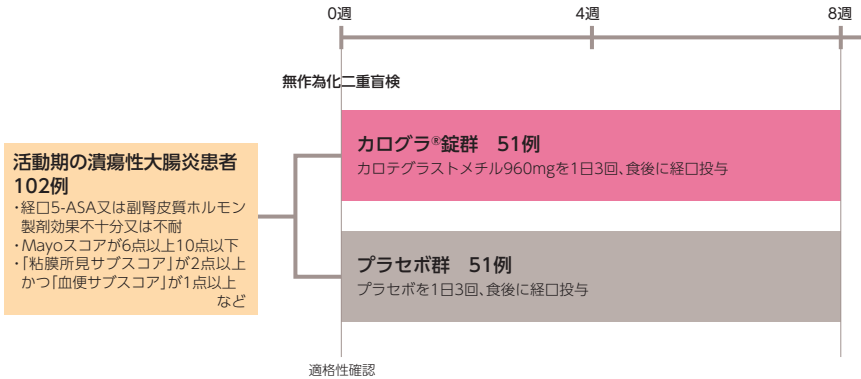 0週
4週
8週
無作為化二重盲検
カログラ®錠群　51例
カロテグラストメチル960mgを1日3回、食後に経口投与
活動期の潰瘍性大腸炎患者
102例
・経口5-ASA又は副腎皮質ホルモン
製剤効果不十分又は不耐
・Mayoスコアが6点以上10点以下
・「粘膜所見サブスコア」が2点以上
かつ「血便サブスコア」が1点以上
など
プラセボ群　51例
プラセボを1日3回、食後に経口投与
適格性確認